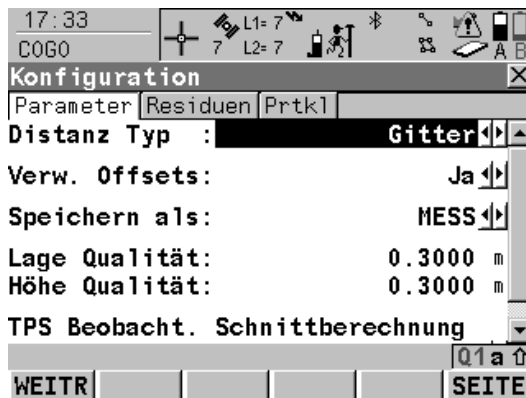 17:33
COGO
L1= 7
7 L2= 7
A B
Konfiguration
Parameter Residuen Prtkl
Distanz Typ : Gitter
Verw. Offsets: Ja
Speichern als: MESS
Lage Qualität: 0.3000 m
Höhe Qualität: 0.3000 m
TPS Beobacht. Schnittberechnung
Q1 a
WEITR SEITE